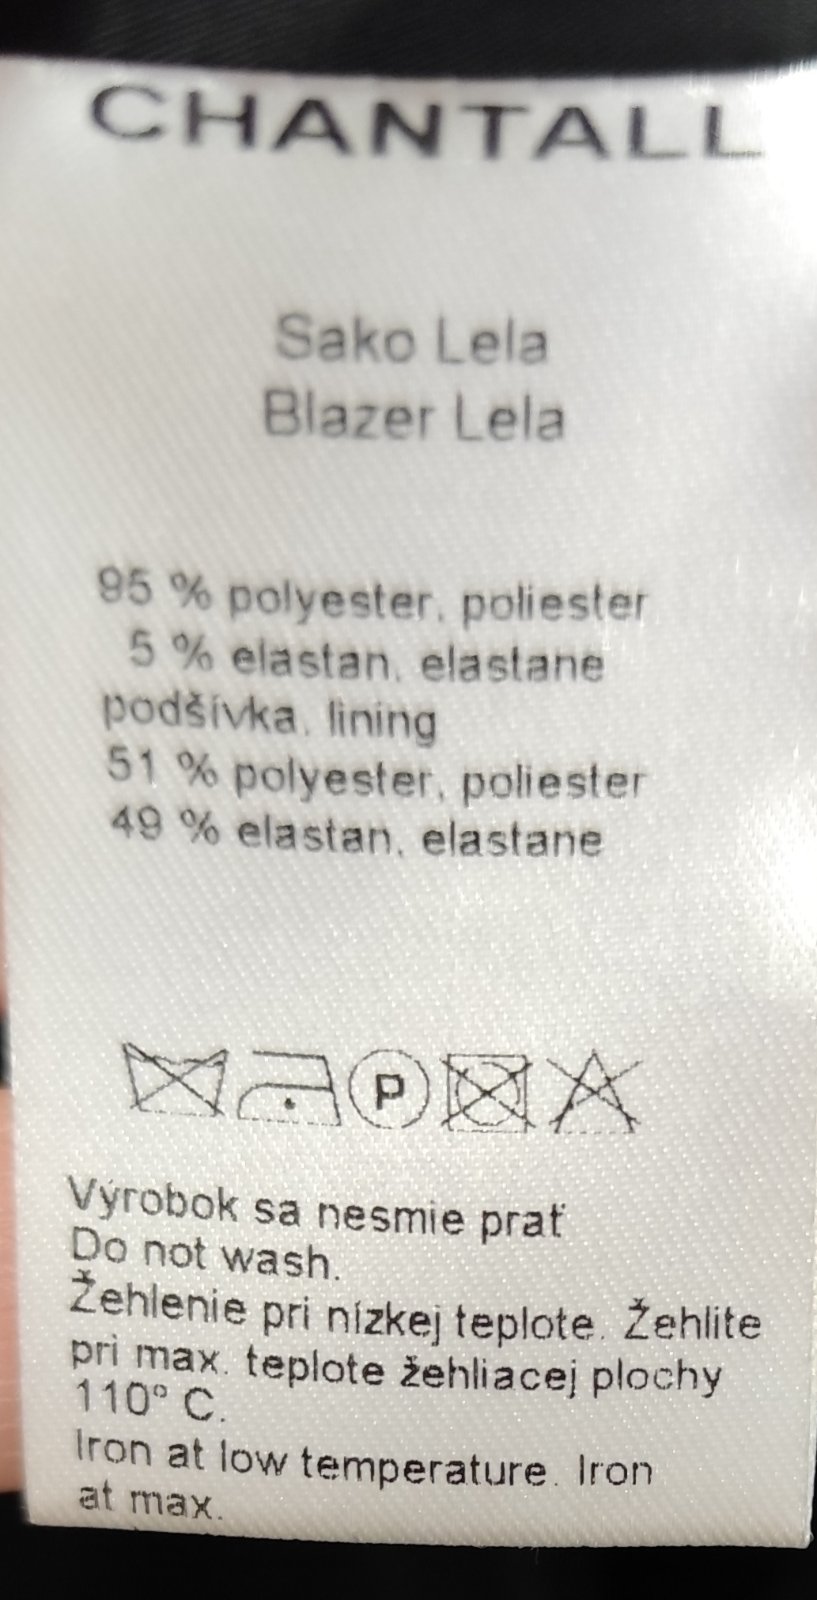 CHANTALL
Sako Lela
Blazer Lela
95 % polyester, poliester
5 % elastan, elastane
podšívka, lining
51 % polyester, poliester
49 % elastan, elastane
P
Výrobok sa nesmie prať
Do not wash.
Žehlenie pri nízkej teplote. Žehlite
pri max. teplote žehliacej plochy
110° C.
Iron at low temperature. Iron
at max.